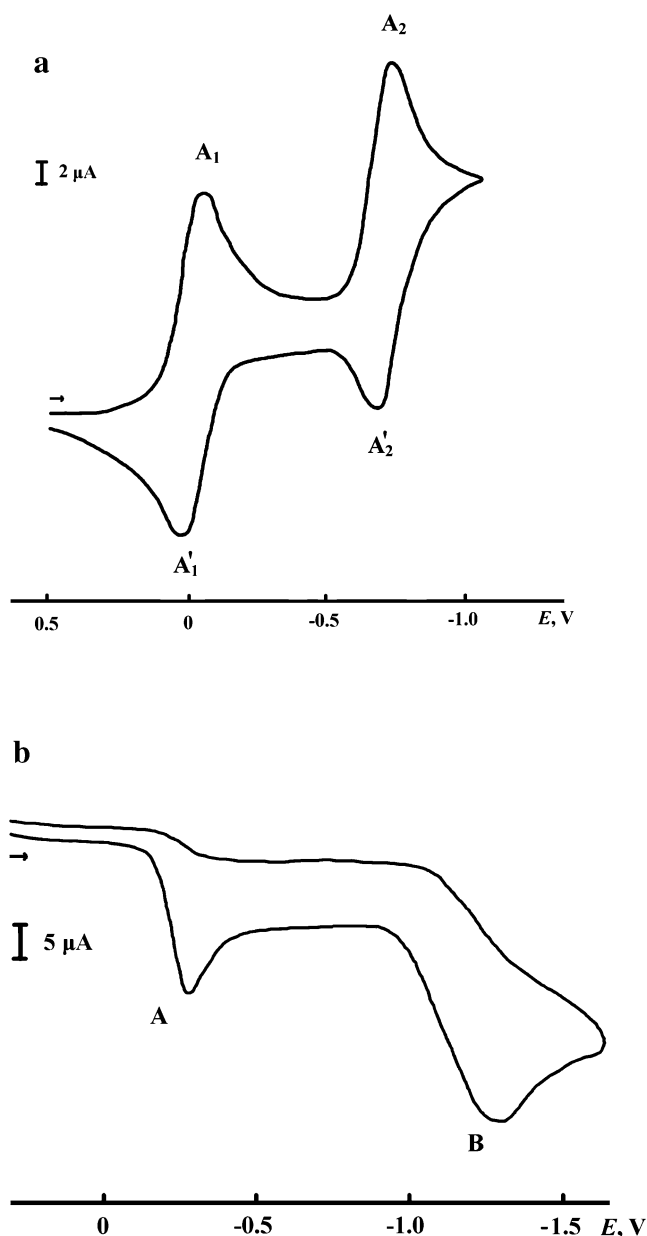 A₂
a
2 μA
A₁
→
A'₂
A'₁
0.5 0 -0.5 -1.0 E, V
b
→
5 μA
A
B
0 -0.5 -1.0 -1.5 E, V